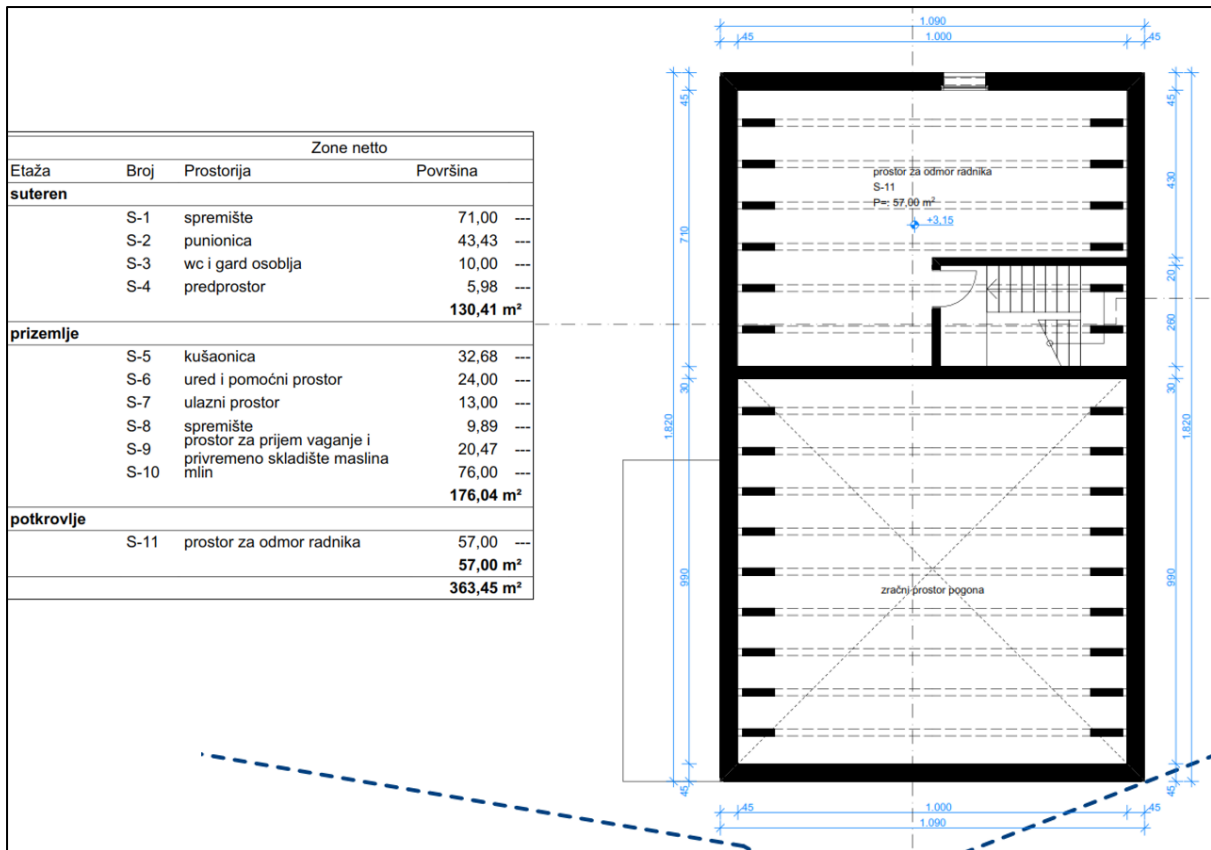 Zone netto
Etaža Broj Prostorija Površina
suteren
S-1 spremište 71,00 ---
S-2 punionica 43,43 ---
S-3 wc i gard osoblja 10,00 ---
S-4 predprostor 5,98 ---
130,41 m²
prizemlje
S-5 kušaonica 32,68 ---
S-6 ured i pomoćni prostor 24,00 ---
S-7 ulazni prostor 13,00 ---
S-8 spremište 9,89 ---
S-9 prostor za prijem vaganje i
privremeno skladište maslina 20,47 ---
S-10 mlin 76,00 ---
176,04 m²
potkrovlje
S-11 prostor za odmor radnika 57,00 ---
57,00 m²
363,45 m²
1.090
45 1.000 45
45
710
30
990
45
1.820
prostor za odmor radnika
S-11
P=: 57,00 m²
+3,15
zračni prostor pogona
45
430
20
260
30
990
45
1.820
45 1.000 45
1.090